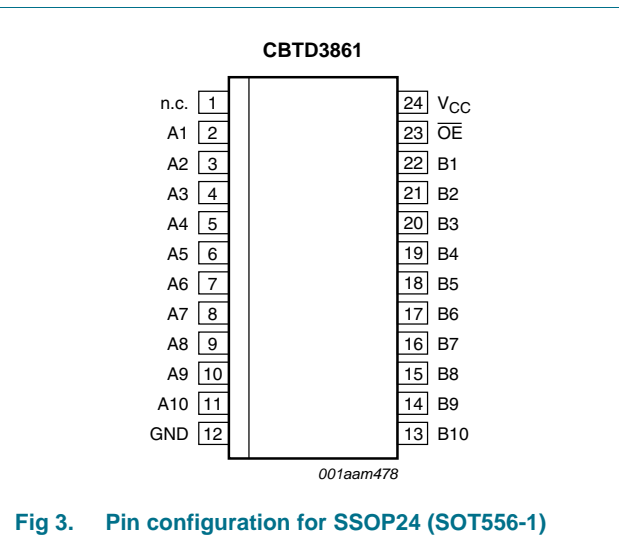 CBTD3861
n.c. 1 24 VCC
A1 2 23 OE
A2 3 22 B1
A3 4 21 B2
A4 5 20 B3
A5 6 19 B4
A6 7 18 B5
A7 8 17 B6
A8 9 16 B7
A9 10 15 B8
A10 11 14 B9
GND 12 13 B10
001aam478
Fig 3. Pin configuration for SSOP24 (SOT556-1)